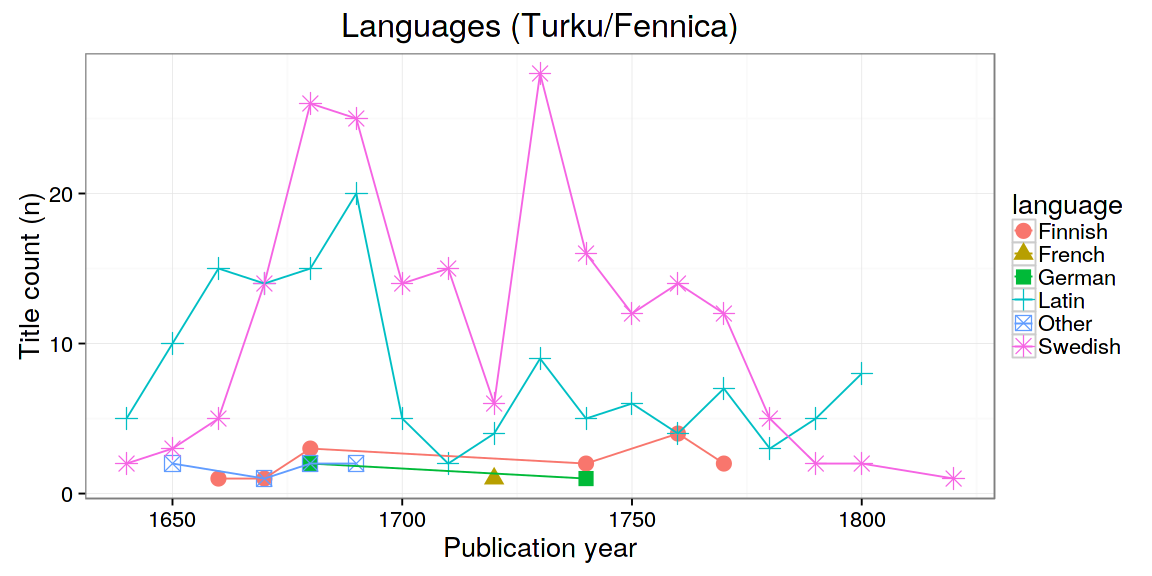 Languages (Turku/Fennica)
Title count (n)
20
10
0
1650
1700
1750
1800
Publication year
language
Finnish
French
German
Latin
Other
Swedish